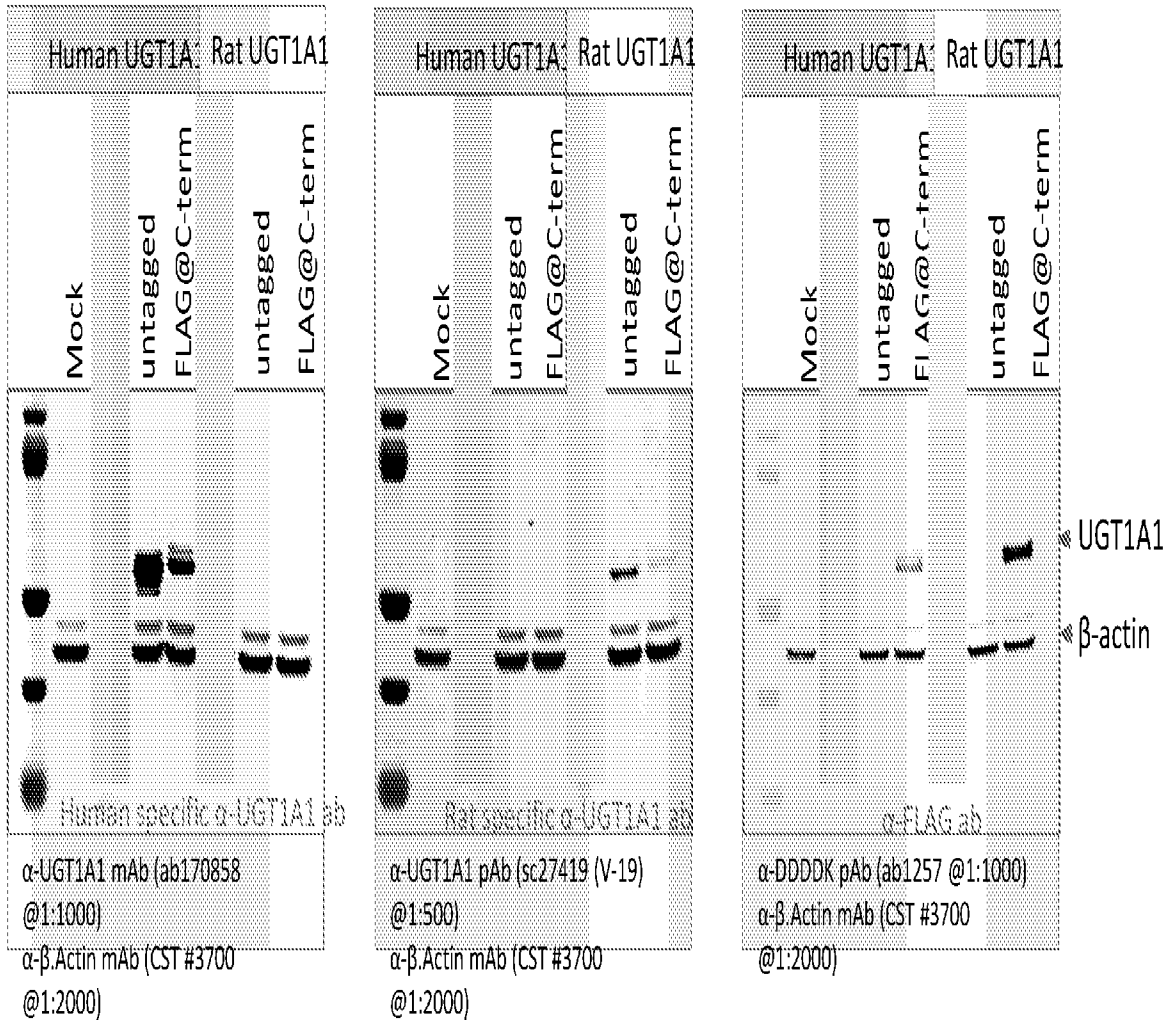 Human UGT1A1
Rat UGT1A1
Mock
untagged
FLAG@C-term
untagged
FLAG@C-term
Human specific α-UGT1A1 ab
α-UGT1A1 mAb (ab170858
@1:1000)
α-β.Actin mAb (CST #3700
@1:2000)
Human UGT1A1
Rat UGT1A1
Mock
untagged
FLAG@C-term
untagged
FLAG@C-term
Rat specific α-UGT1A1 ab
α-UGT1A1 pAb (sc27419 (V-19)
@1:500)
α-β.Actin mAb (CST #3700
@1:2000)
Human UGT1A1
Rat UGT1A1
Mock
untagged
FLAG@C-term
untagged
FLAG@C-term
UGT1A1
β-actin
α-FLAG ab
α-DDDDK pAb (ab1257 @1:1000)
α-β.Actin mAb (CST #3700
@1:2000)